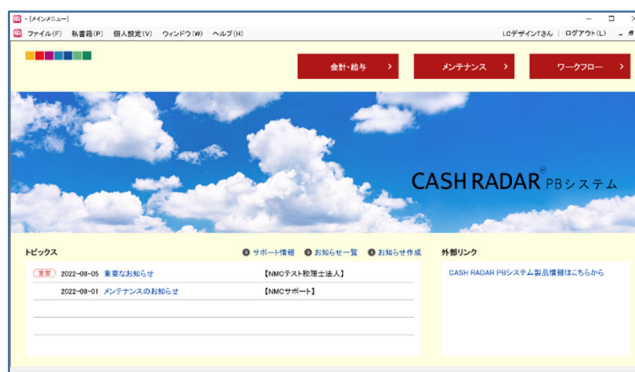 - [メインメニュー]
ファイル(F) 私書箱(P) 個人設定(V) ウィンドウ(W) ヘルプ(H) LCデザインTさん | ログアウト(L)
会計・給与 > メンテナンス > ワークフロー >
CASH RADAR® PBシステム
トピックス サポート情報 お知らせ一覧 お知らせ作成 外部リンク
重要 2022-08-05 重要なお知らせ 【NMCテスト税理士法人】 CASH RADAR PBシステム製品情報はこちらから
2022-08-01 メンテナンスのお知らせ 【NMCサポート】